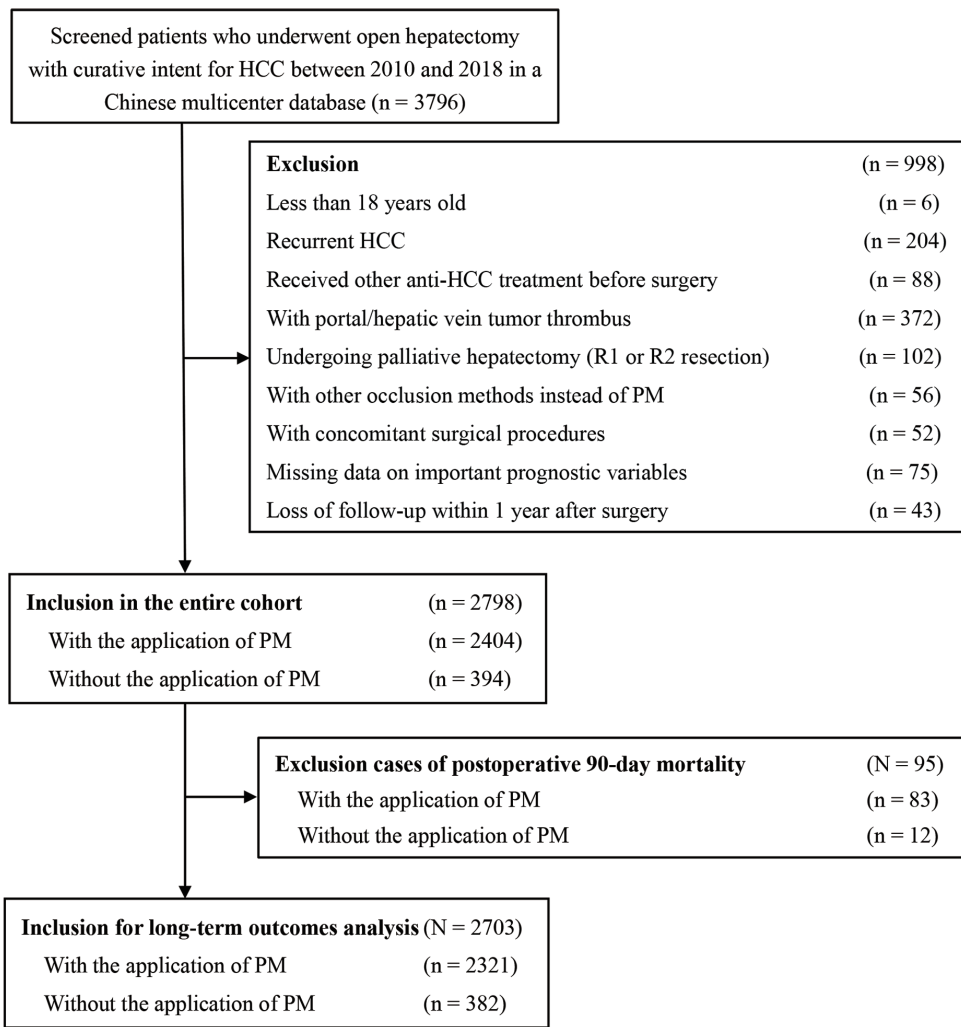 Screened patients who underwent open hepatectomy
with curative intent for HCC between 2010 and 2018 in a
Chinese multicenter database (n = 3796)
Exclusion (n = 998)
Less than 18 years old (n = 6)
Recurrent HCC (n = 204)
Received other anti-HCC treatment before surgery (n = 88)
With portal/hepatic vein tumor thrombus (n = 372)
Undergoing palliative hepatectomy (R1 or R2 resection) (n = 102)
With other occlusion methods instead of PM (n = 56)
With concomitant surgical procedures (n = 52)
Missing data on important prognostic variables (n = 75)
Loss of follow-up within 1 year after surgery (n = 43)
Inclusion in the entire cohort (n = 2798)
With the application of PM (n = 2404)
Without the application of PM (n = 394)
Exclusion cases of postoperative 90-day mortality (N = 95)
With the application of PM (n = 83)
Without the application of PM (n = 12)
Inclusion for long-term outcomes analysis (N = 2703)
With the application of PM (n = 2321)
Without the application of PM (n = 382)